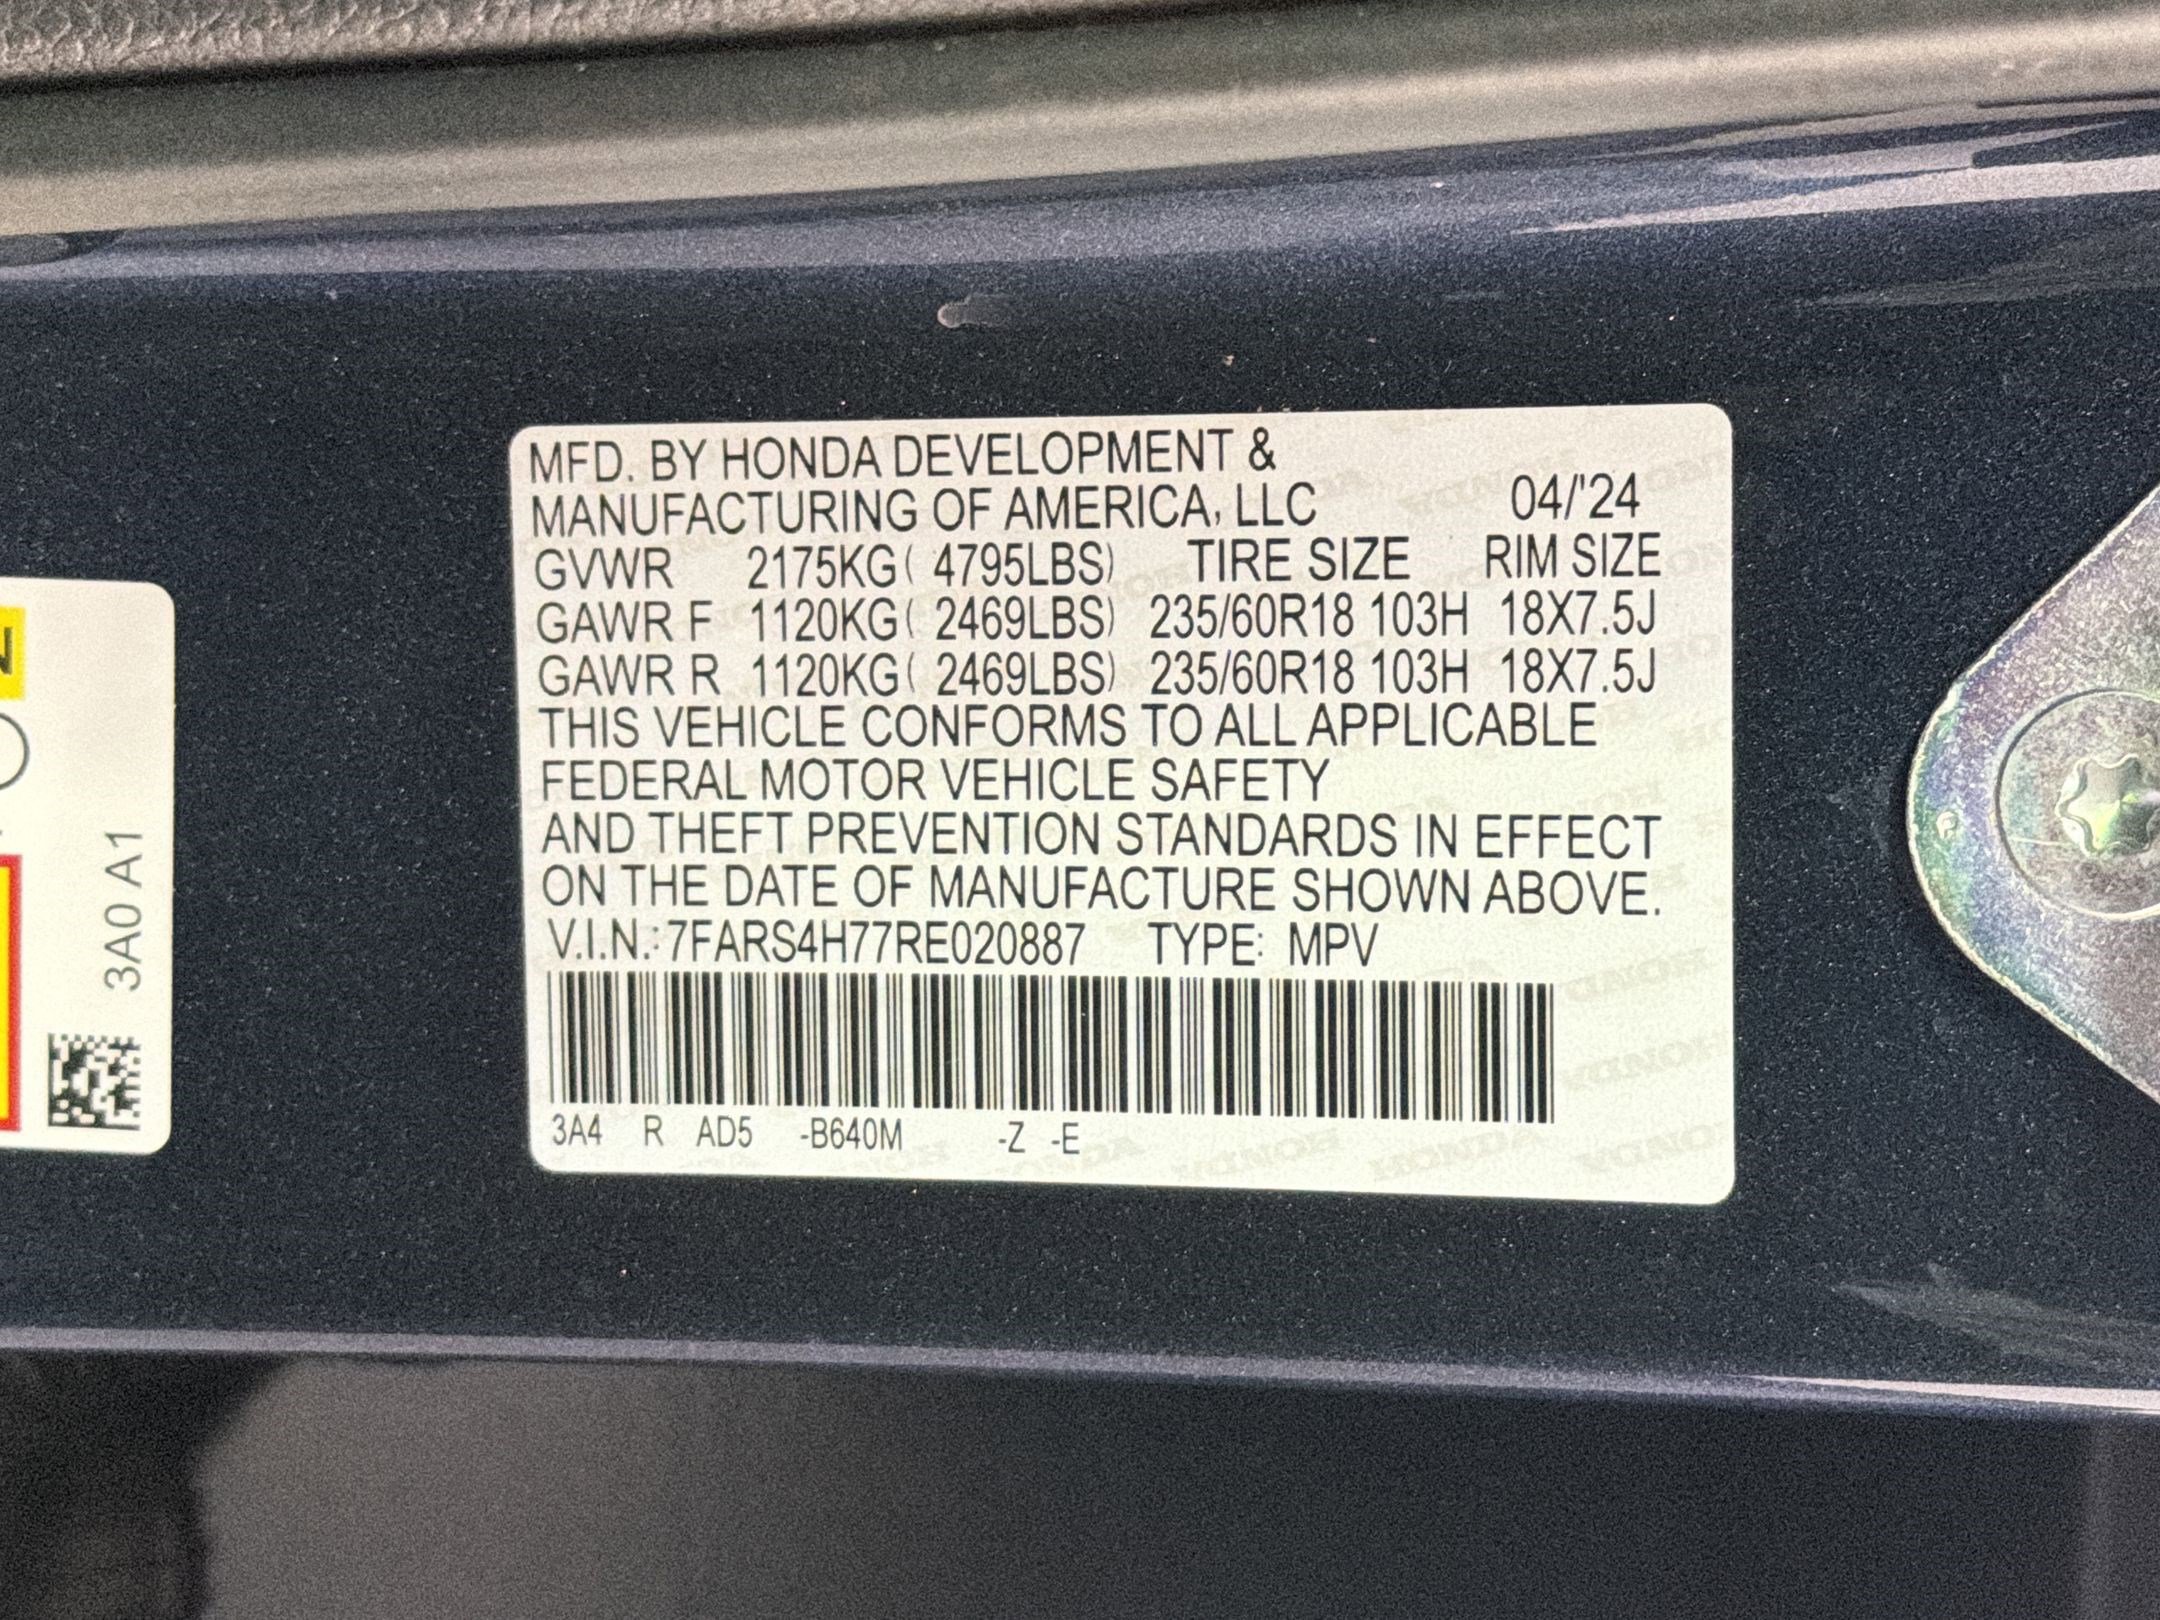 MFD. BY HONDA DEVELOPMENT &
MANUFACTURING OF AMERICA, LLC 04/'24
GVWR 2175KG( 4795LBS) TIRE SIZE RIM SIZE
GAWR F 1120KG( 2469LBS) 235/60R18 103H 18X7.5J
GAWR R 1120KG( 2469LBS) 235/60R18 103H 18X7.5J
THIS VEHICLE CONFORMS TO ALL APPLICABLE
FEDERAL MOTOR VEHICLE SAFETY
AND THEFT PREVENTION STANDARDS IN EFFECT
ON THE DATE OF MANUFACTURE SHOWN ABOVE.
V.I.N.: 7FARS4H77RE020887 TYPE: MPV
3A4 R AD5 -B640M -Z -E
3A0 A1